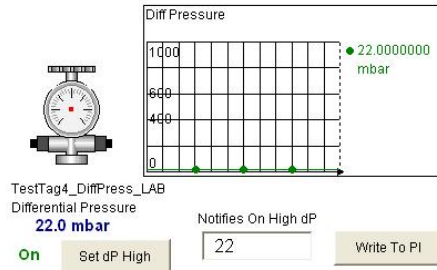 Diff Pressure
1000
600
400
0
22.0000000
mbar
TestTag4_DiffPress_LAB
Differential Pressure
22.0 mbar
On
Set dP High
Notifies On High dP
22
Write To PI